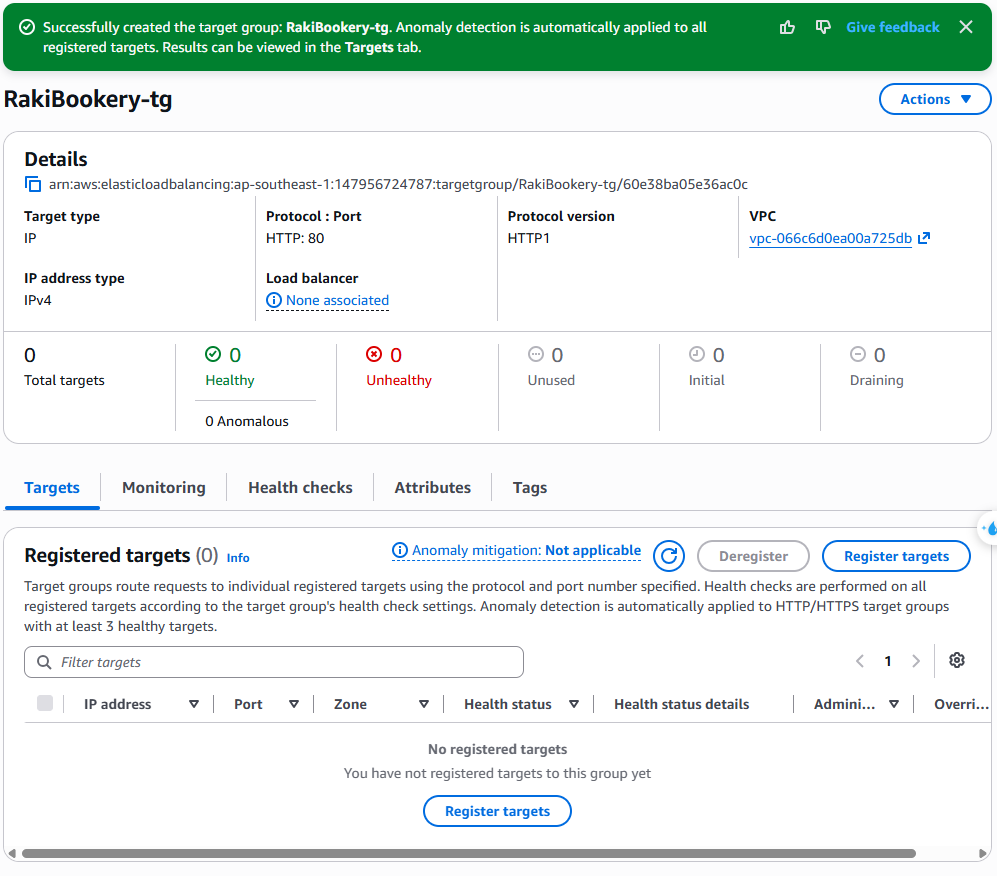 Successfully created the target group: RakiBookery-tg. Anomaly detection is automatically applied to all
registered targets. Results can be viewed in the Targets tab.
Give feedback
RakiBookery-tg
Actions
Details
arn:aws:elasticloadbalancing:ap-southeast-1:147956724787:targetgroup/RakiBookery-tg/60e38ba05e36ac0c
Target type
IP
Protocol : Port
HTTP: 80
Protocol version
HTTP1
VPC
vpc-066c6d0ea00a725db
IP address type
IPv4
Load balancer
None associated
0
Total targets
0
Healthy
0 Anomalous
0
Unhealthy
0
Unused
0
Initial
0
Draining
Targets
Monitoring
Health checks
Attributes
Tags
Registered targets (0) Info
Anomaly mitigation: Not applicable
Deregister
Register targets
Target groups route requests to individual registered targets using the protocol and port number specified. Health checks are performed on all
registered targets according to the target group's health check settings. Anomaly detection is automatically applied to HTTP/HTTPS target groups
with at least 3 healthy targets.
Filter targets
1
IP address
Port
Zone
Health status
Health status details
Admini...
Overri...
No registered targets
You have not registered targets to this group yet
Register targets